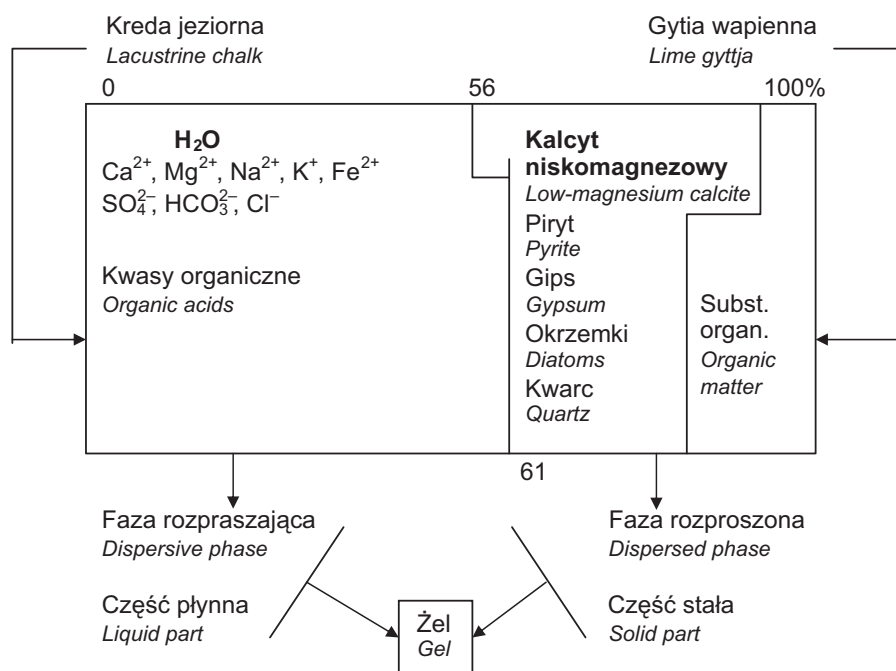 Kreda jeziorna
Lacustrine chalk
Gytia wapienna
Lime gyttja
0
56
100%
H₂O
Ca²⁺, Mg²⁺, Na²⁺, K⁺, Fe²⁺
SO₄²⁻, HCO₃²⁻, Cl⁻
Kwasy organiczne
Organic acids
Kalcyt
niskomagnezowy
Low-magnesium calcite
Piryt
Pyrite
Gips
Gypsum
Okrzemki
Diatoms
Kwarc
Quartz
Subst.
organ.
Organic
matter
61
Faza rozpraszająca
Dispersive phase
Część płynna
Liquid part
Żel
Gel
Faza rozproszona
Dispersed phase
Część stała
Solid part